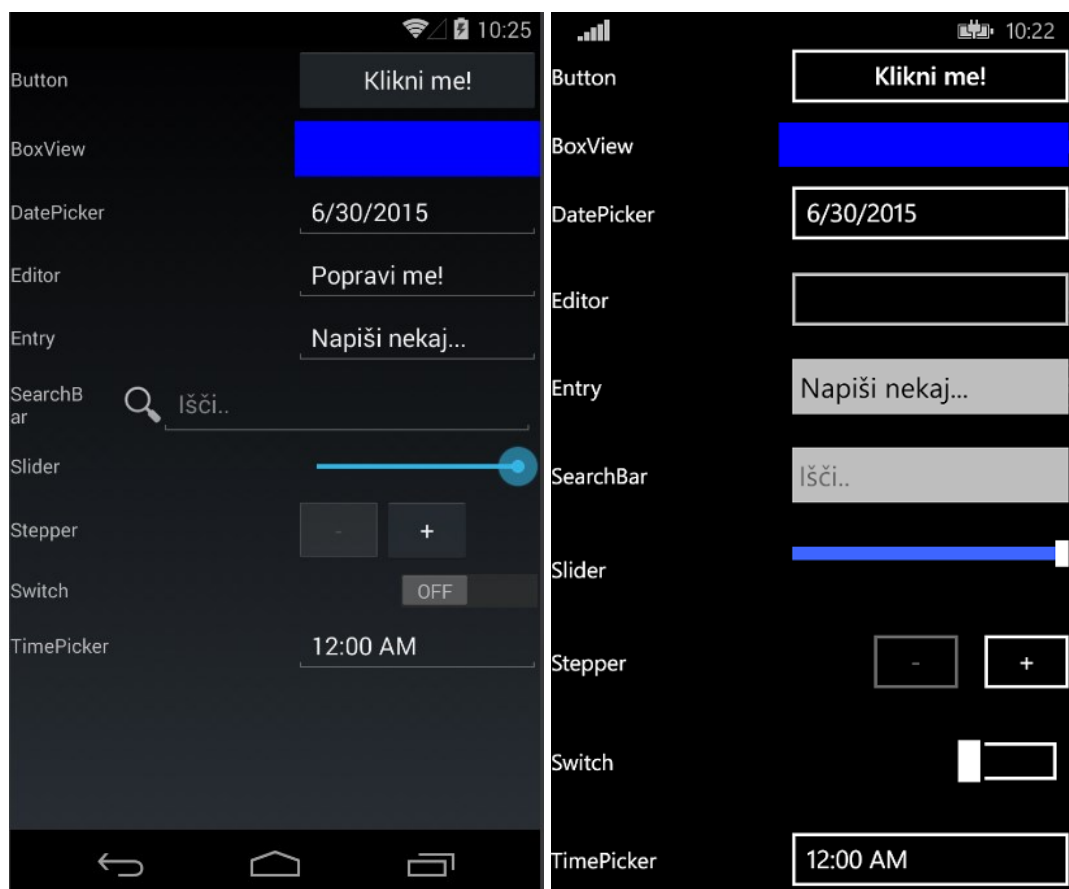 10:25
Button Klikni me!
BoxView
DatePicker 6/30/2015
Editor Popravi me!
Entry Napiši nekaj...
SearchB
ar Išči..
Slider
Stepper - +
Switch OFF
TimePicker 12:00 AM
10:22
Button Klikni me!
BoxView
DatePicker 6/30/2015
Editor
Entry Napiši nekaj...
SearchBar Išči..
Slider
Stepper - +
Switch
TimePicker 12:00 AM